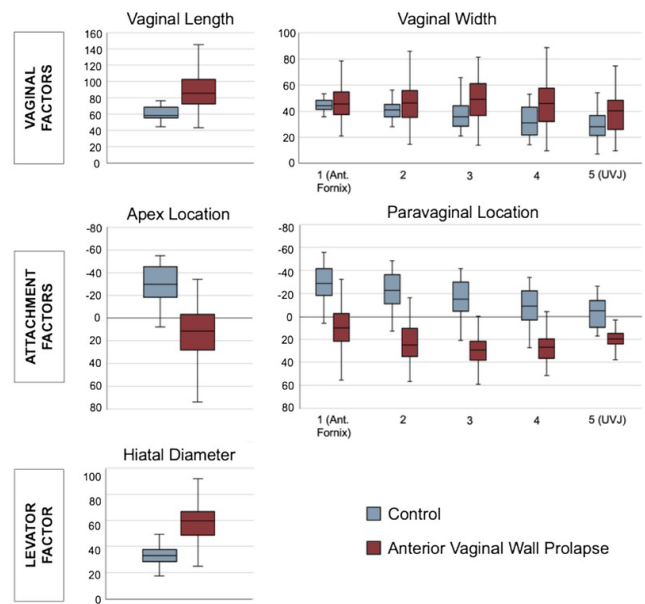 VAGINAL
FACTORS
Vaginal Length
160
140
120
100
80
60
40
20
0
Vaginal Width
100
80
60
40
20
0
1 (Ant.
Fornix)
2
3
4
5 (UVJ)
ATTACHMENT
FACTORS
Apex Location
-80
-60
-40
-20
0
20
40
60
80
Paravaginal Location
-80
-60
-40
-20
0
20
40
60
80
1 (Ant.
Fornix)
2
3
4
5 (UVJ)
LEVATOR
FACTOR
Hiatal Diameter
100
80
60
40
20
0
Control
Anterior Vaginal Wall Prolapse